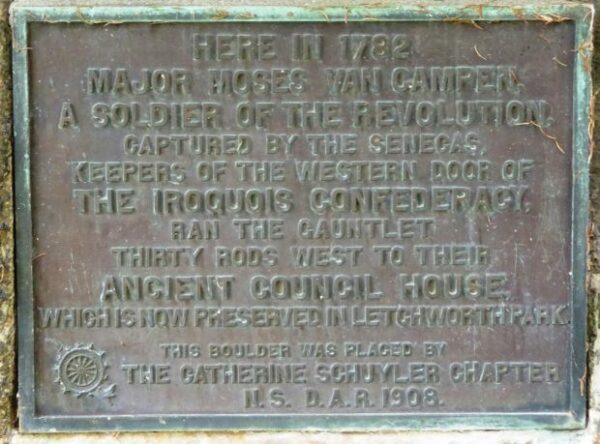 HERE IN 1782
MAJOR MOSES VAN CAMPEN,
A SOLDIER OF THE REVOLUTION,
CAPTURED BY THE SENECAS,
KEEPERS OF THE WESTERN DOOR OF
THE IROQUOIS CONFEDERACY,
RAN THE GAUNTLET
THIRTY RODS WEST TO THEIR
ANCIENT COUNCIL HOUSE,
WHICH IS NOW PRESERVED IN LETCHWORTH PARK.
THIS BOULDER WAS PLACED BY
THE CATHERINE SCHUYLER CHAPTER
N. S. D. A. R. 1908.